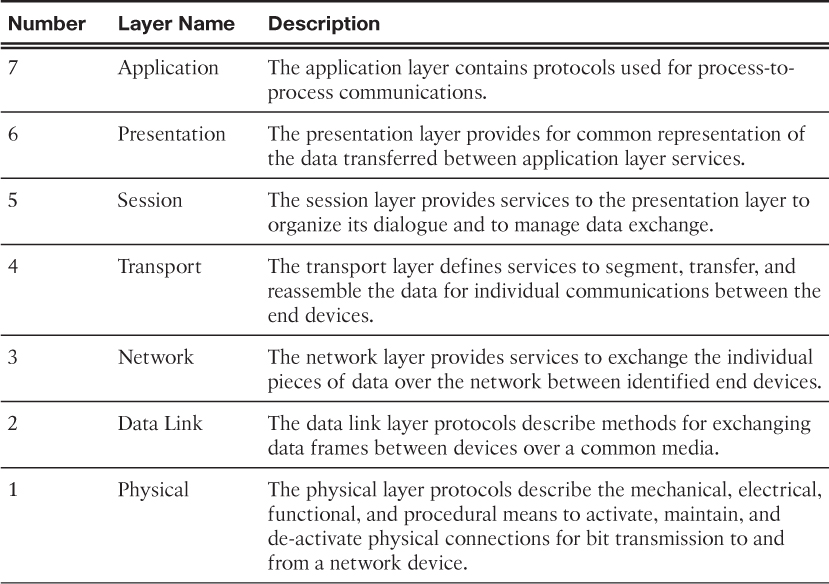 Number Layer Name Description
7 Application The application layer contains protocols used for process-to-
process communications.
6 Presentation The presentation layer provides for common representation of
the data transferred between application layer services.
5 Session The session layer provides services to the presentation layer to
organize its dialogue and to manage data exchange.
4 Transport The transport layer defines services to segment, transfer, and
reassemble the data for individual communications between the
end devices.
3 Network The network layer provides services to exchange the individual
pieces of data over the network between identified end devices.
2 Data Link The data link layer protocols describe methods for exchanging
data frames between devices over a common media.
1 Physical The physical layer protocols describe the mechanical, electrical,
functional, and procedural means to activate, maintain, and
de-activate physical connections for bit transmission to and
from a network device.